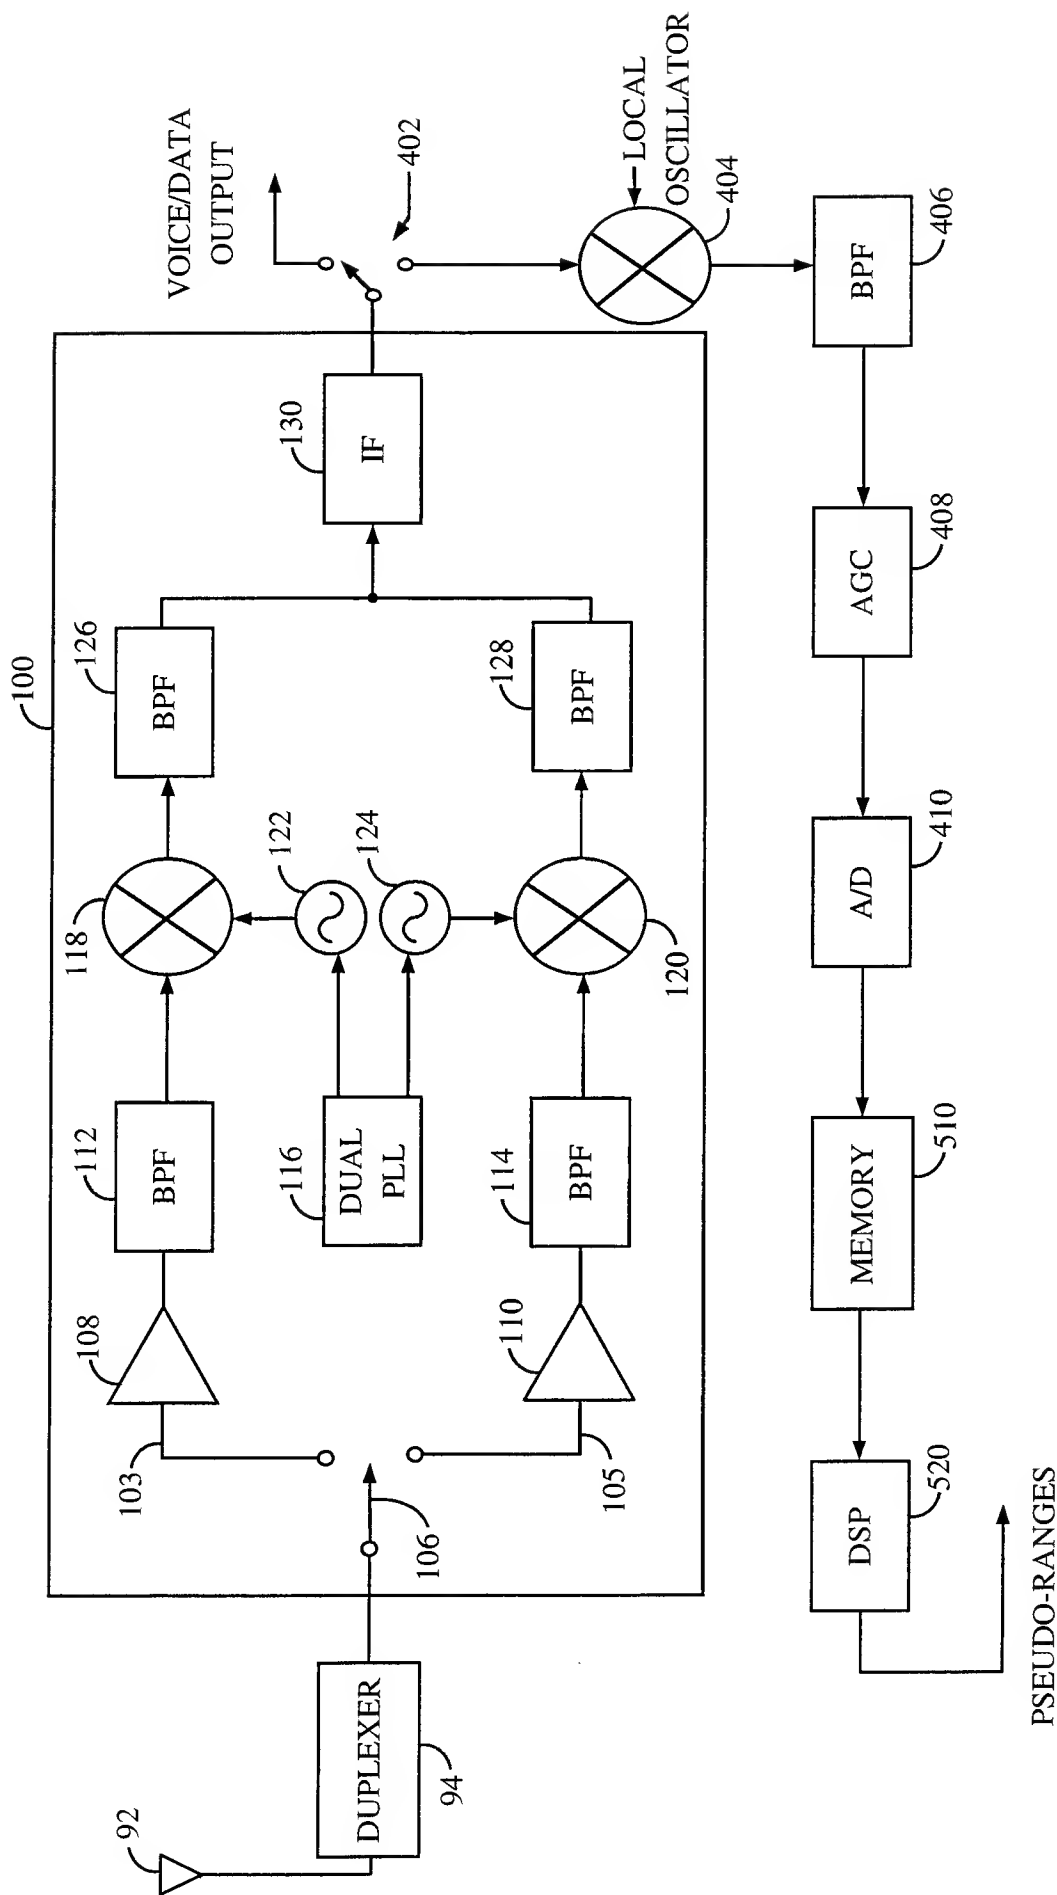 92
DUPLEXER
94
100
106
103
108
112
BPF
118
126
BPF
122
124
116
DUAL
PLL
105
110
114
BPF
120
128
BPF
130
IF
VOICE/DATA
OUTPUT
402
LOCAL
OSCILLATOR
404
BPF
406
AGC
408
A/D
410
MEMORY
510
DSP
520
PSEUDO-RANGES